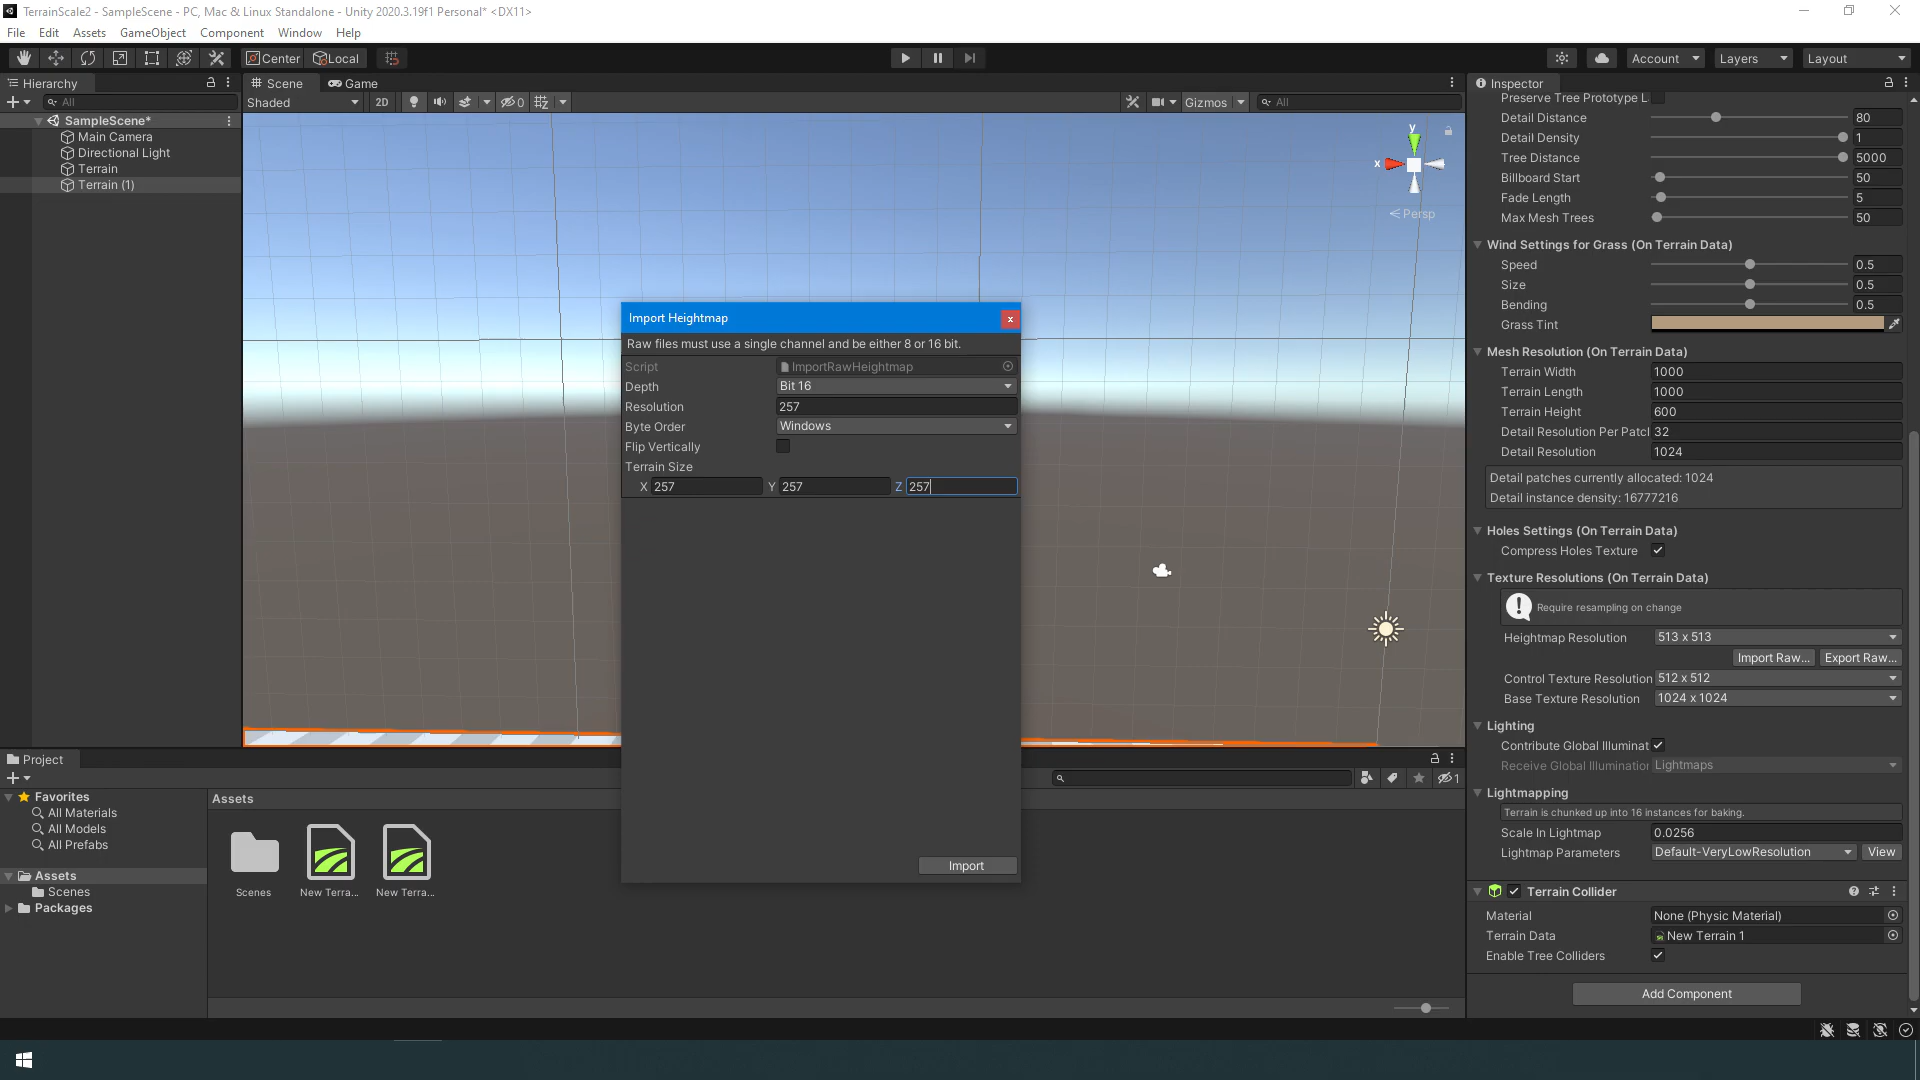 TerrainScale2 - SampleScene - PC, Mac & Linux Standalone - Unity 2020.3.19f1 Personal* <DX11>
File Edit Assets GameObject Component Window Help
Center Local Account Layers Layout
Hierarchy
All
SampleScene*
Main Camera
Directional Light
Terrain
Terrain (1)
Scene Game
Shaded 2D 0 Gizmos All
y
x
Persp
Import Heightmap
x
Raw files must use a single channel and be either 8 or 16 bit.
Script ImportRawHeightmap
Depth Bit 16
Resolution 257
Byte Order Windows
Flip Vertically
Terrain Size
X 257 Y 257 Z 257
Import
Inspector
Preserve Tree Prototype L
Detail Distance 80
Detail Density 1
Tree Distance 5000
Billboard Start 50
Fade Length 5
Max Mesh Trees 50
Wind Settings for Grass (On Terrain Data)
Speed 0.5
Size 0.5
Bending 0.5
Grass Tint
Mesh Resolution (On Terrain Data)
Terrain Width 1000
Terrain Length 1000
Terrain Height 600
Detail Resolution Per Patcl 32
Detail Resolution 1024
Detail patches currently allocated: 1024
Detail instance density: 16777216
Holes Settings (On Terrain Data)
Compress Holes Texture
Texture Resolutions (On Terrain Data)
Require resampling on change
Heightmap Resolution 513 x 513
Import Raw... Export Raw...
Control Texture Resolution 512 x 512
Base Texture Resolution 1024 x 1024
Lighting
Contribute Global Illuminat
Receive Global Illumination Lightmaps
Lightmapping
Terrain is chunked up into 16 instances for baking.
Scale In Lightmap 0.0256
Lightmap Parameters Default-VeryLowResolution View
Terrain Collider
Material None (Physic Material)
Terrain Data New Terrain 1
Enable Tree Colliders
Add Component
Project
1
Favorites
All Materials
All Models
All Prefabs
Assets
Scenes
Packages
Assets
Scenes New Terra... New Terra...